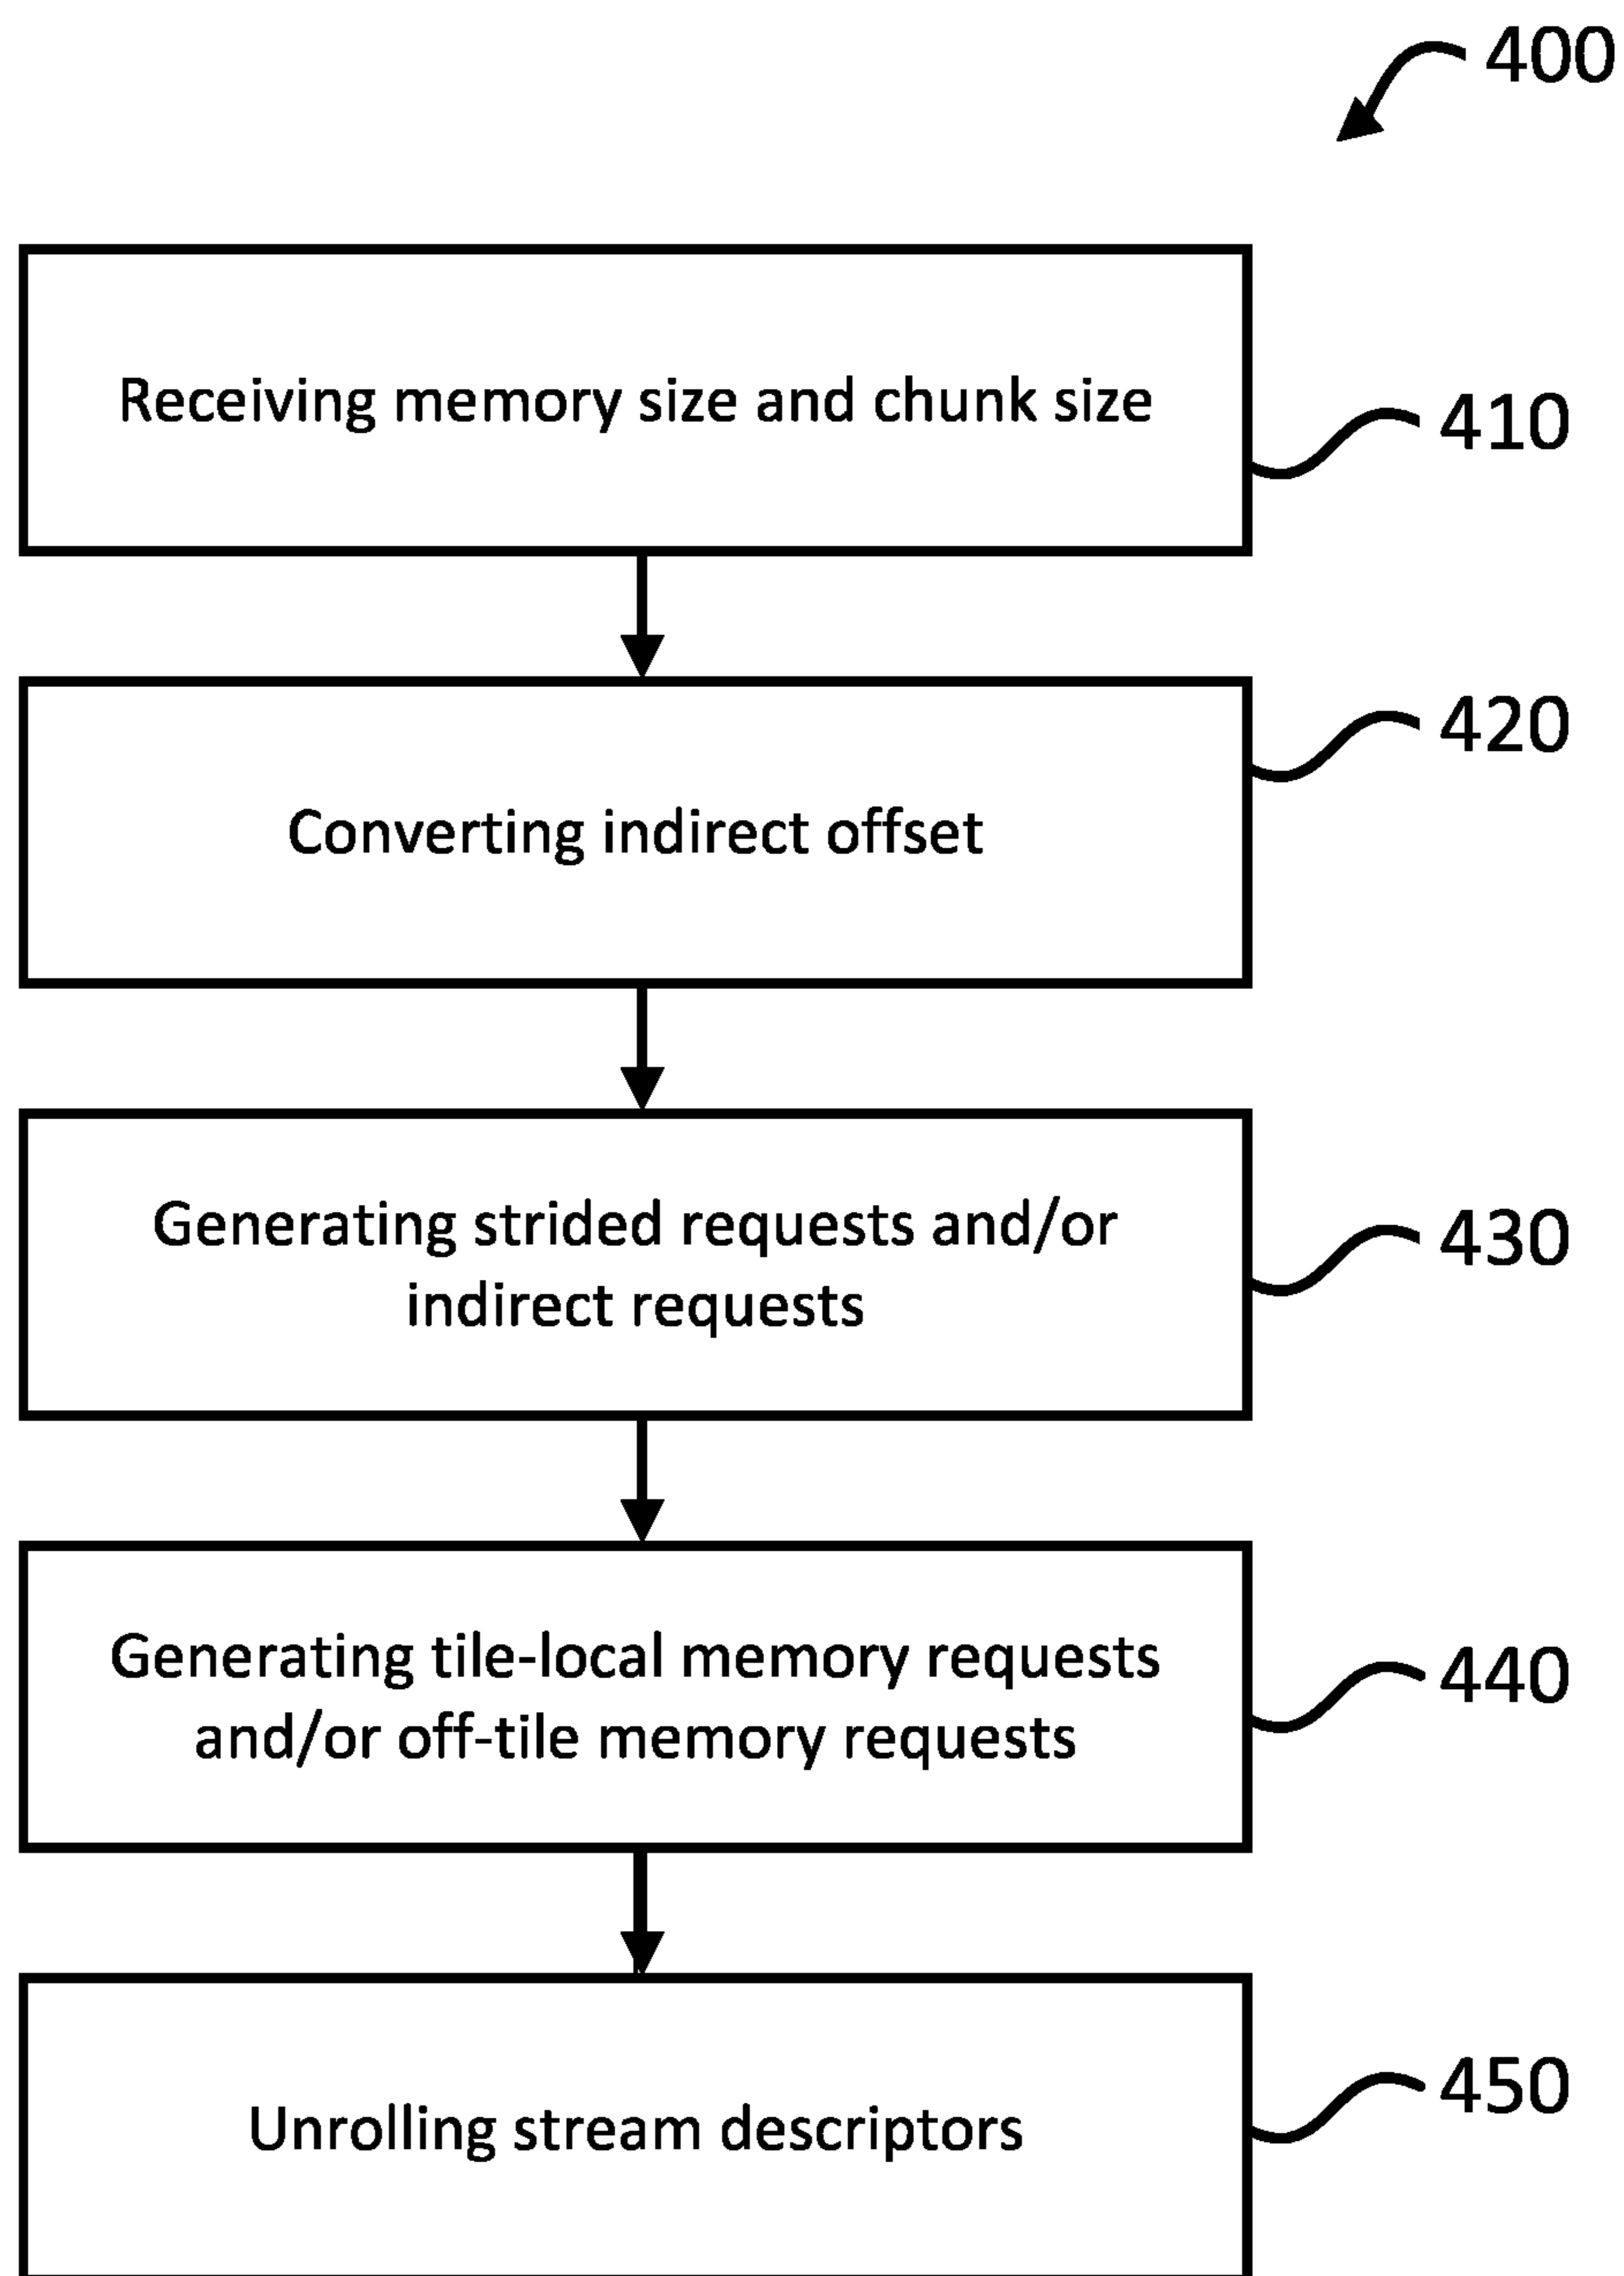 400
Receiving memory size and chunk size
410
420
Converting indirect offset
Generating strided requests and/or
indirect requests
430
Generating tile-local memory requests
and/or off-tile memory requests
440
450
Unrolling stream descriptors